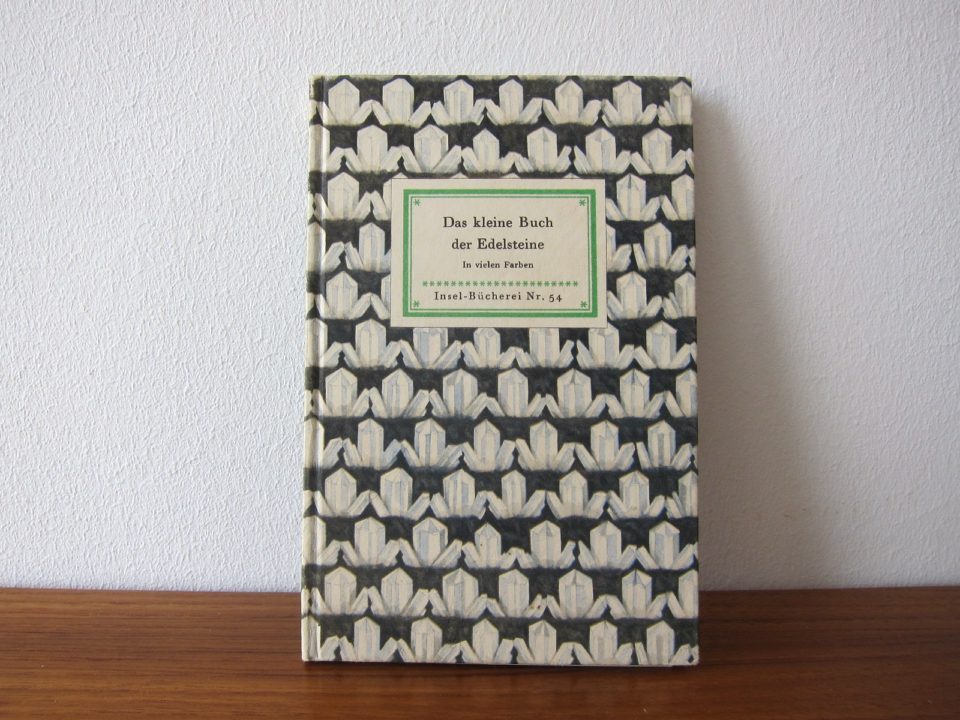 Das kleine Buch
der Edelsteine
In vielen Farben
Insel-Bücherei Nr. 54